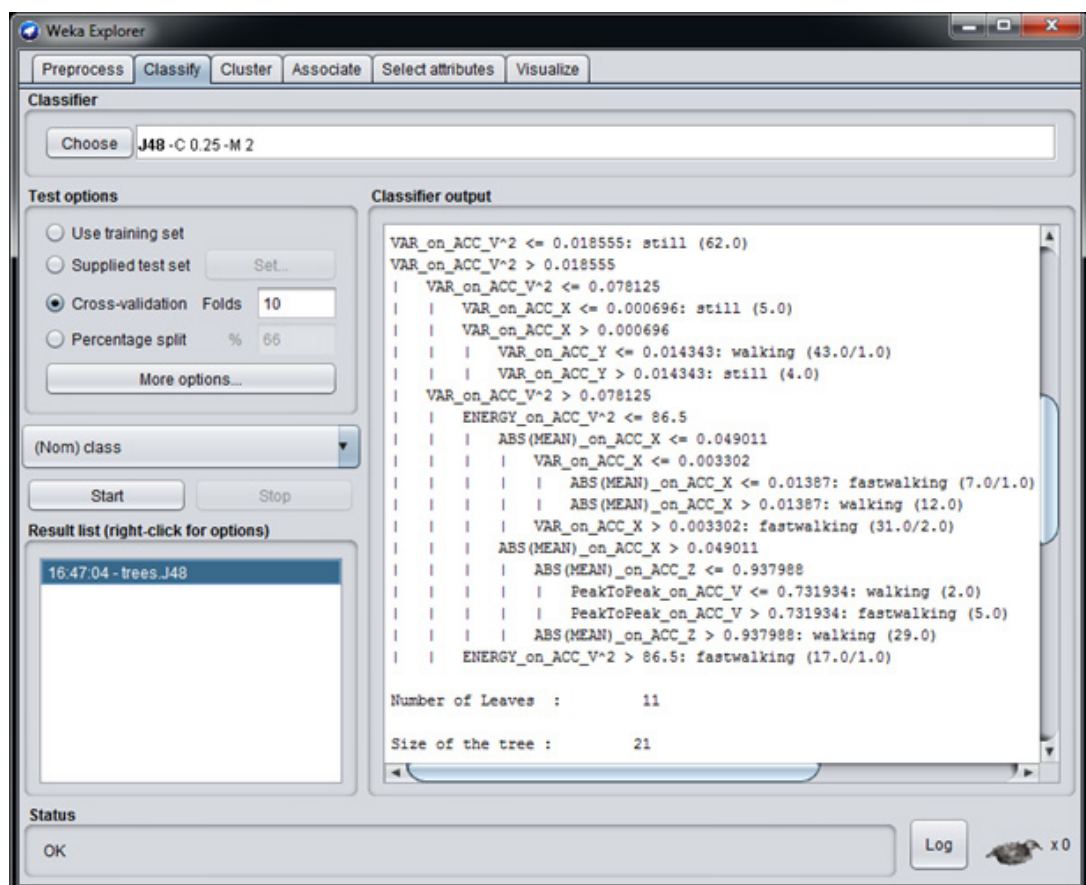 Weka Explorer
Preprocess Classify Cluster Associate Select attributes Visualize
Classifier
Choose J48 -C 0.25 -M 2
Test options
Use training set
Supplied test set Set...
Cross-validation Folds 10
Percentage split % 66
More options...
(Nom) class
Start Stop
Result list (right-click for options)
16:47:04 - trees.J48
Classifier output
VAR_on_ACC_V^2 <= 0.018555: still (62.0)
VAR_on_ACC_V^2 > 0.018555
| VAR_on_ACC_V^2 <= 0.078125
| | VAR_on_ACC_X <= 0.000696: still (5.0)
| | VAR_on_ACC_X > 0.000696
| | | VAR_on_ACC_Y <= 0.014343: walking (43.0/1.0)
| | | VAR_on_ACC_Y > 0.014343: still (4.0)
| VAR_on_ACC_V^2 > 0.078125
| | ENERGY_on_ACC_V^2 <= 86.5
| | | ABS(MEAN)_on_ACC_X <= 0.049011
| | | | VAR_on_ACC_X <= 0.003302
| | | | | ABS(MEAN)_on_ACC_X <= 0.01387: fastwalking (7.0/1.0)
| | | | | ABS(MEAN)_on_ACC_X > 0.01387: walking (12.0)
| | | | VAR_on_ACC_X > 0.003302: fastwalking (31.0/2.0)
| | | ABS(MEAN)_on_ACC_X > 0.049011
| | | | ABS(MEAN)_on_ACC_Z <= 0.937988
| | | | | PeakToPeak_on_ACC_V <= 0.731934: walking (2.0)
| | | | | PeakToPeak_on_ACC_V > 0.731934: fastwalking (5.0)
| | | | ABS(MEAN)_on_ACC_Z > 0.937988: walking (29.0)
| | ENERGY_on_ACC_V^2 > 86.5: fastwalking (17.0/1.0)
Number of Leaves : 11
Size of the tree : 21
Status
OK
Log x 0